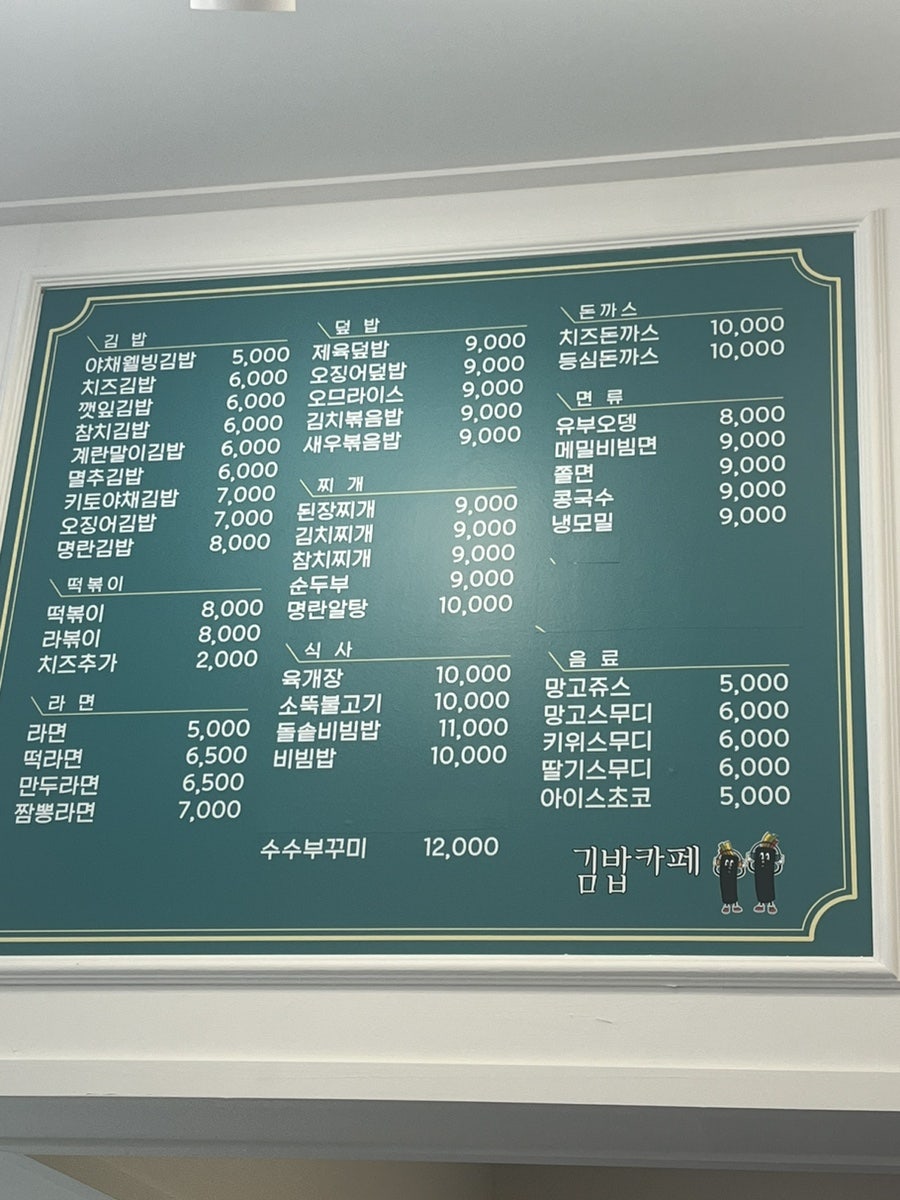 김 밥
야채웰빙김밥 5,000
치즈김밥 6,000
깻잎김밥 6,000
참치김밥 6,000
계란말이김밥 6,000
멸추김밥 6,000
키토야채김밥 7,000
오징어김밥 7,000
명란김밥 8,000
떡볶이
떡볶이 8,000
라볶이 8,000
치즈추가 2,000
라 면
라면 5,000
떡라면 6,500
만두라면 6,500
짬뽕라면 7,000
덮 밥
제육덮밥 9,000
오징어덮밥 9,000
오므라이스 9,000
김치볶음밥 9,000
새우볶음밥 9,000
찌 개
된장찌개 9,000
김치찌개 9,000
참치찌개 9,000
순두부 9,000
명란알탕 10,000
식 사
육개장 10,000
소뚝불고기 10,000
돌솥비빔밥 11,000
비빔밥 10,000
수수부꾸미 12,000
돈까스
치즈돈까스 10,000
등심돈까스 10,000
면 류
유부오뎅 8,000
메밀비빔면 9,000
쫄면 9,000
콩국수 9,000
냉모밀 9,000
음 료
망고쥬스 5,000
망고스무디 6,000
키위스무디 6,000
딸기스무디 6,000
아이스초코 5,000
김밥카페